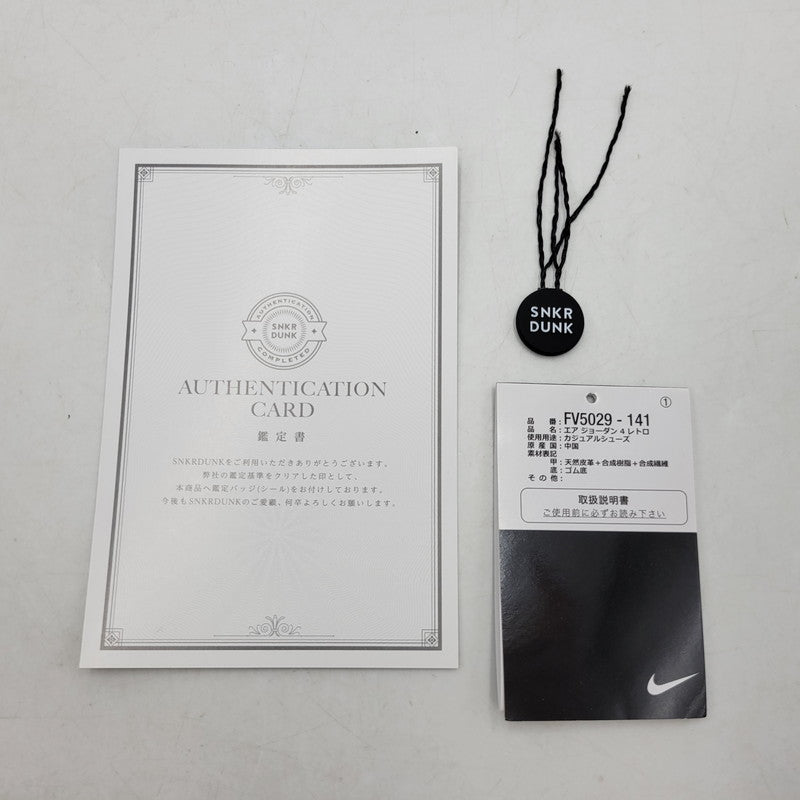 AUTHENTICATION
SNKR
DUNK
COMPLETED
AUTHENTICATION
CARD
鑑定書
SNKRDUNKをご利用いただきありがとうございます。
弊社の鑑定基準をクリアした印として、
本商品へ鑑定バッジ(シール)をお付けしております。
今後もSNKRDUNKのご愛顧、何卒よろしくお願いします。
SNKR
DUNK
①
品番:FV5029 - 141
品名:エア ジョーダン 4 レトロ
使用用途:カジュアルシューズ
原産国:中国
素材表記
甲:天然皮革+合成樹脂+合成繊維
底:ゴム底
その他:
取扱説明書
ご使用前に必ずお読み下さい